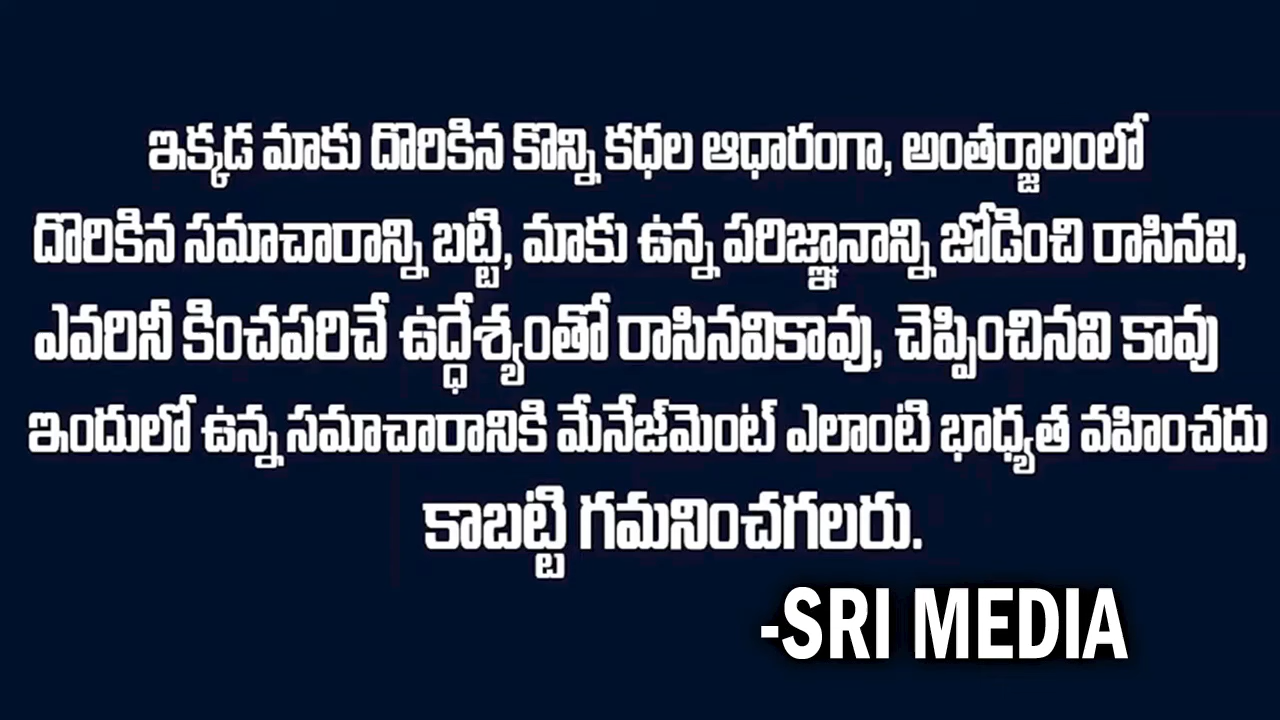 ఇక్కడ మాకు దొరికిన కొన్ని కధల ఆధారంగా, అంతర్జాలంలో
దొరికిన సమాచారాన్ని బట్టి, మాకు ఉన్న పరిజ్ఞానాన్ని జోడించి రాసినవి,
ఎవరినీ కించపరిచే ఉద్ధేశ్యంతో రాసినవికావు, చెప్పించినవి కావు
ఇందులో ఉన్న సమాచారానికి మేనేజ్‌మెంట్ ఎలాంటి భాధ్యత వహించదు
కాబట్టి గమనించగలరు.
-SRI MEDIA